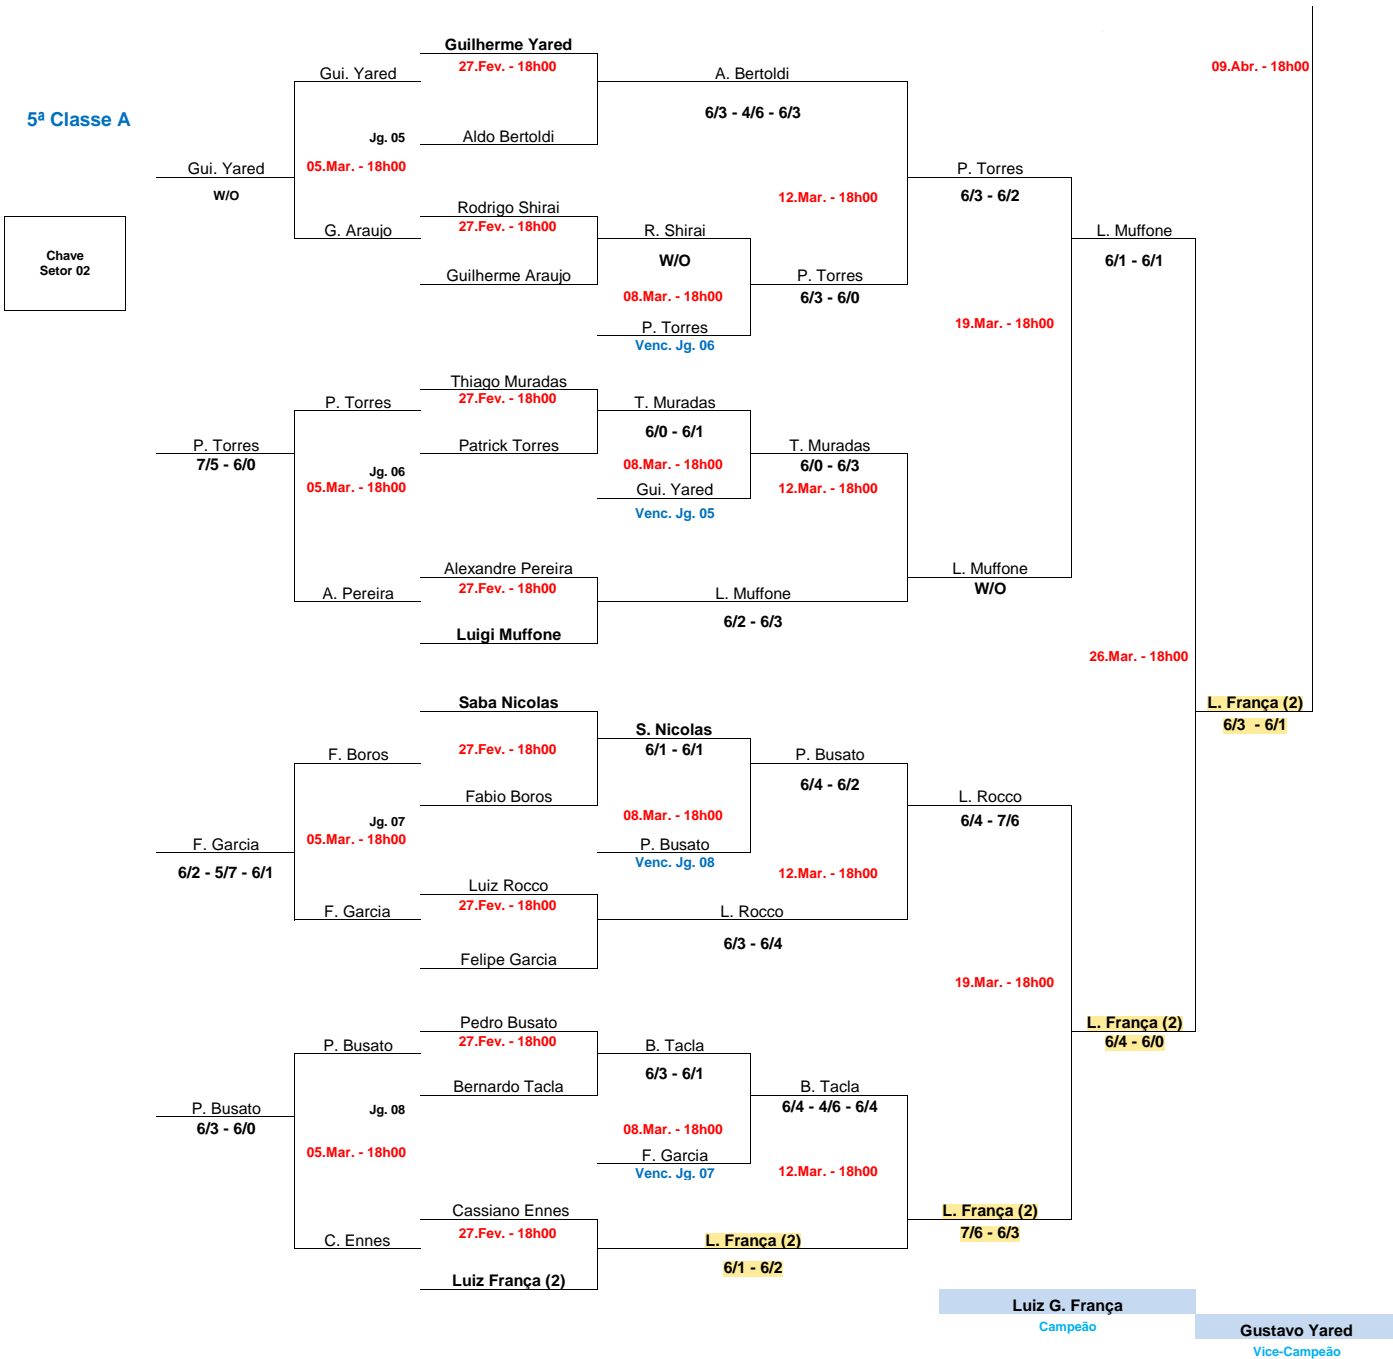 Guilherme Yared
27.Fev. - 18h00
09.Abr. - 18h00
Gui. Yared
A. Bertoldi
6/3 - 4/6 - 6/3
5ª Classe A
Jg. 05
Aldo Bertoldi
Gui. Yared
05.Mar. - 18h00
P. Torres
W/O
12.Mar. - 18h00
6/3 - 6/2
Rodrigo Shirai
27.Fev. - 18h00
G. Araujo
R. Shirai
L. Muffone
Chave
Setor 02
W/O
6/1 - 6/1
Guilherme Araujo
P. Torres
08.Mar. - 18h00
6/3 - 6/0
P. Torres
19.Mar. - 18h00
Venc. Jg. 06
Thiago Muradas
27.Fev. - 18h00
P. Torres
T. Muradas
6/0 - 6/1
P. Torres
Patrick Torres
T. Muradas
7/5 - 6/0
Jg. 06
08.Mar. - 18h00
6/0 - 6/3
05.Mar. - 18h00
Gui. Yared
12.Mar. - 18h00
Venc. Jg. 05
Alexandre Pereira
L. Muffone
27.Fev. - 18h00
W/O
A. Pereira
L. Muffone
6/2 - 6/3
Luigi Muffone
26.Mar. - 18h00
Saba Nicolas
L. França (2)
S. Nicolas
6/3 - 6/1
27.Fev. - 18h00
6/1 - 6/1
F. Boros
P. Busato
6/4 - 6/2
Fabio Boros
L. Rocco
Jg. 07
08.Mar. - 18h00
6/4 - 7/6
05.Mar. - 18h00
F. Garcia
P. Busato
Venc. Jg. 08
6/2 - 5/7 - 6/1
12.Mar. - 18h00
Luiz Rocco
27.Fev. - 18h00
F. Garcia
L. Rocco
6/3 - 6/4
Felipe Garcia
19.Mar. - 18h00
Pedro Busato
L. França (2)
27.Fev. - 18h00
6/4 - 6/0
P. Busato
B. Tacla
6/3 - 6/1
Bernardo Tacla
B. Tacla
P. Busato
Jg. 08
6/4 - 4/6 - 6/4
6/3 - 6/0
08.Mar. - 18h00
05.Mar. - 18h00
F. Garcia
Venc. Jg. 07
12.Mar. - 18h00
Cassiano Ennes
L. França (2)
27.Fev. - 18h00
7/6 - 6/3
C. Ennes
L. França (2)
6/1 - 6/2
Luiz França (2)
Luiz G. França
Campeão
Gustavo Yared
Vice-Campeão